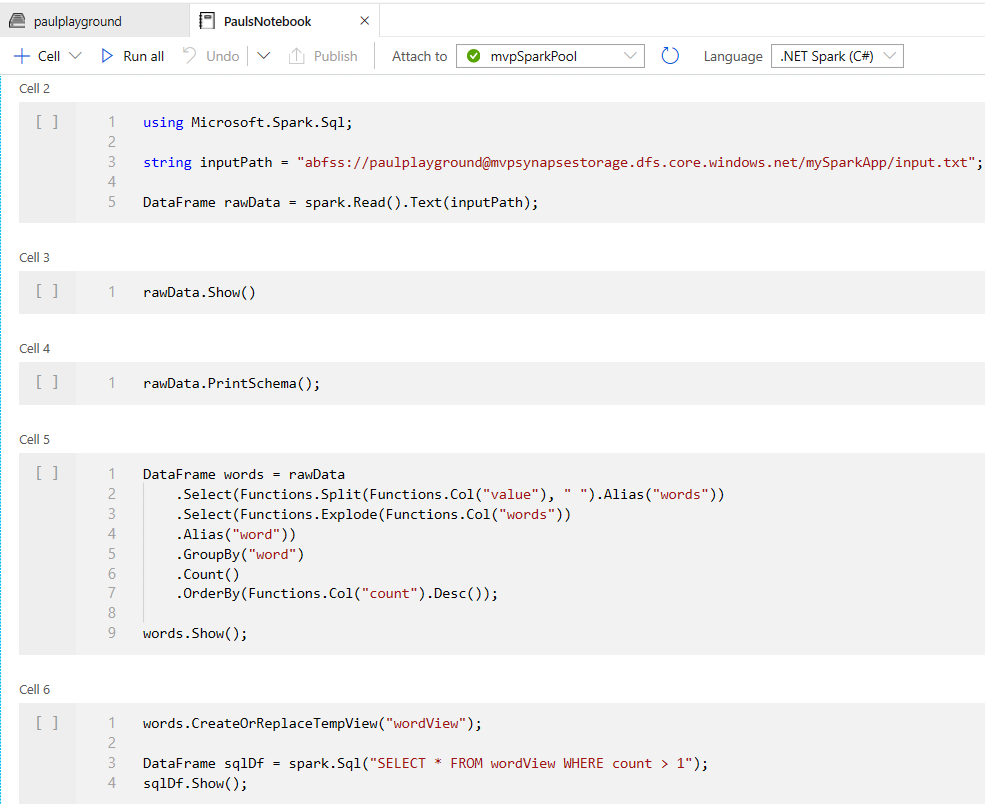 paulplayground PaulsNotebook
Cell Run all Undo Publish Attach to mvpSparkPool Language .NET Spark (C#)
Cell 2
[ ] 1 using Microsoft.Spark.Sql;
2
3 string inputPath = "abfss://paulplayground@mvpsynapsestorage.dfs.core.windows.net/mySparkApp/input.txt";
4
5 DataFrame rawData = spark.Read().Text(inputPath);
Cell 3
[ ] 1 rawData.Show()
Cell 4
[ ] 1 rawData.PrintSchema();
Cell 5
[ ] 1 DataFrame words = rawData
2 .Select(Functions.Split(Functions.Col("value"), " ").Alias("words"))
3 .Select(Functions.Explode(Functions.Col("words"))
4 .Alias("word"))
5 .GroupBy("word")
6 .Count()
7 .OrderBy(Functions.Col("count").Desc());
8
9 words.Show();
Cell 6
[ ] 1 words.CreateOrReplaceTempView("wordView");
2
3 DataFrame sqlDf = spark.Sql("SELECT * FROM wordView WHERE count > 1");
4 sqlDf.Show();